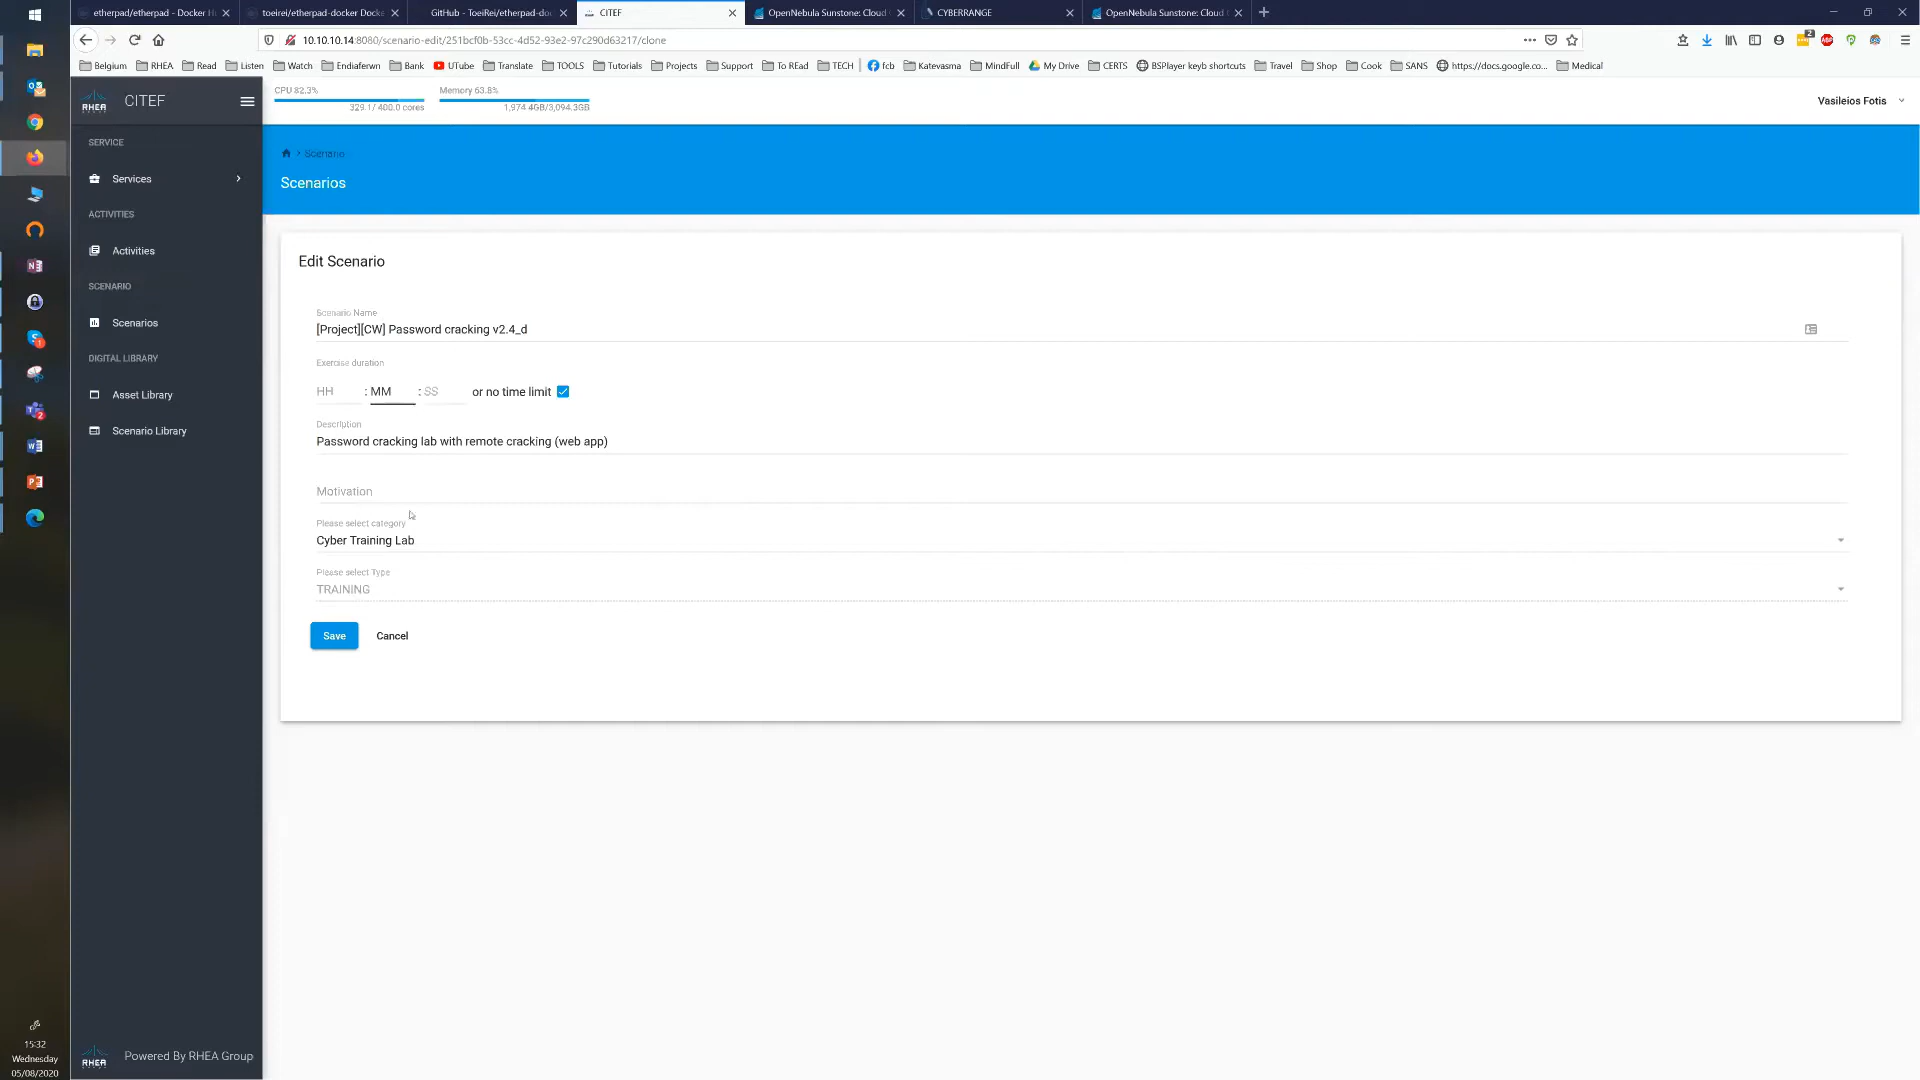 etherpad/etherpad - Docker H
toeirei/etherpad-docker Docke
GitHub - ToeiRei/etherpad-do
CITEF
OpenNebula Sunstone: Cloud
CYBERRANGE
OpenNebula Sunstone: Cloud
10.10.10.14:8080/scenario-edit/251bcf0b-53cc-4d52-93e2-97c290d63217/clone
Belgium RHEA Read Listen Watch Endiaferwn Bank UTube Translate TOOLS Tutorials Projects Support To REad TECH fcb Katevasma MindFull My Drive CERTS BSPlayer keyb shortcuts Travel Shop Cook SANS https://docs.google.co... Medical
RHEA CITEF
CPU 82.3%
329.1/ 400.0 cores
Memory 63.8%
1,974.4GB/3,094.3GB
Vasileios Fotis
SERVICE
Services
ACTIVITIES
Activities
SCENARIO
Scenarios
DIGITAL LIBRARY
Asset Library
Scenario Library
Scenario
Scenarios
Edit Scenario
Scenario Name
[Project][CW] Password cracking v2.4_d
Exercise duration
HH : MM : SS or no time limit
Description
Password cracking lab with remote cracking (web app)
Motivation
Please select category
Cyber Training Lab
Please select Type
TRAINING
Save Cancel
RHEA Powered By RHEA Group
15:32
Wednesday
05/08/2020